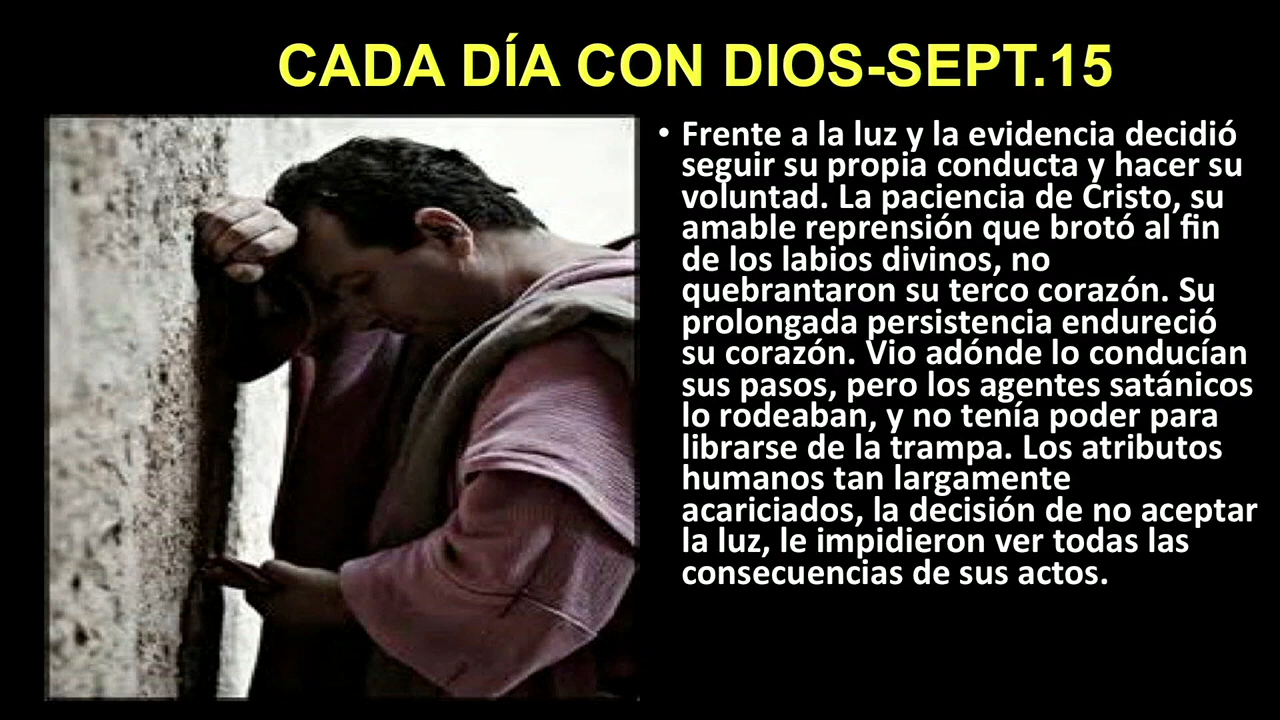 CADA DÍA CON DIOS-SEPT.15
• Frente a la luz y la evidencia decidió
seguir su propia conducta y hacer su
voluntad. La paciencia de Cristo, su
amable reprensión que brotó al fin
de los labios divinos, no
quebrantaron su terco corazón. Su
prolongada persistencia endureció
su corazón. Vio adónde lo conducían
sus pasos, pero los agentes satánicos
lo rodeaban, y no tenía poder para
librarse de la trampa. Los atributos
humanos tan largamente
acariciados, la decisión de no aceptar
la luz, le impidieron ver todas las
consecuencias de sus actos.